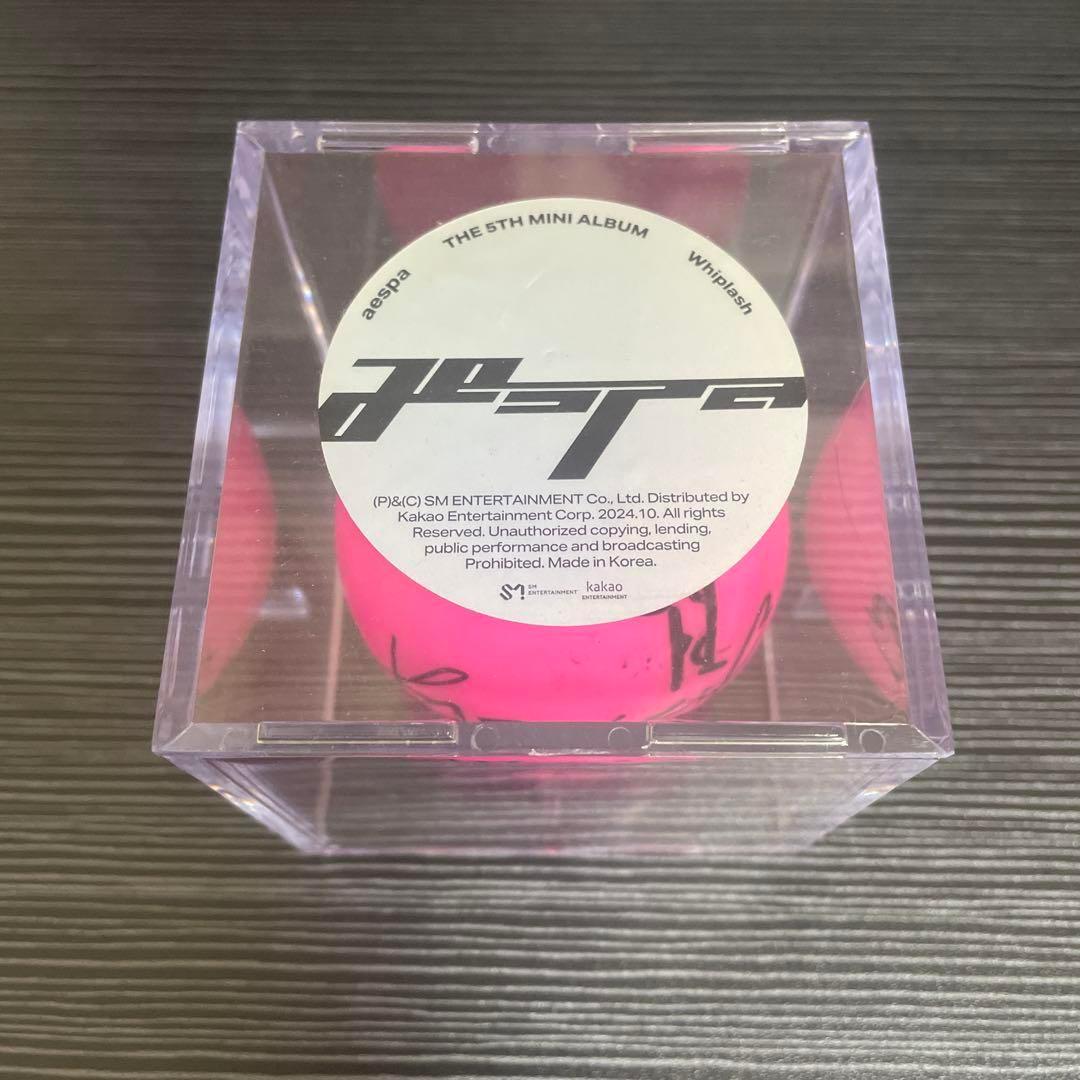 THE 5TH MINI ALBUM
aespa
Whiplash
aespa
(P)&(C) SM ENTERTAINMENT Co., Ltd. Distributed by
Kakao Entertainment Corp. 2024.10. All rights
Reserved. Unauthorized copying, lending,
public performance and broadcasting
Prohibited. Made in Korea.
SM ENTERTAINMENT
kakao ENTERTAINMENT